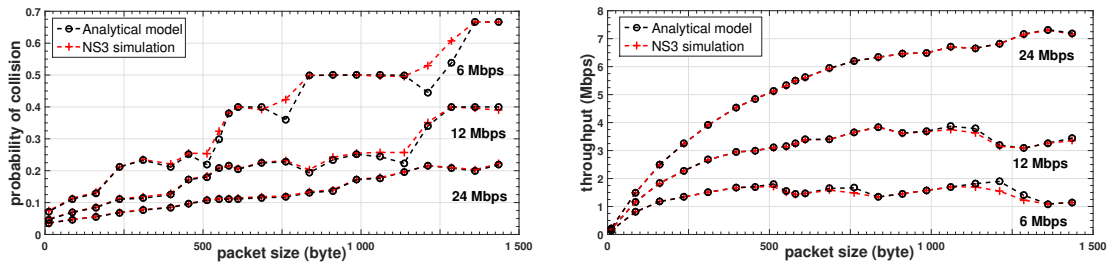 Analytical model
NS3 simulation
probability of collision
0.7
0.6
0.5
0.4
0.3
0.2
0.1
0
6 Mbps
12 Mbps
24 Mbps
0
500
1 000
1 500
packet size (byte)
Analytical model
NS3 simulation
throughput (Mbps)
8
7
6
5
4
3
2
1
0
24 Mbps
12 Mbps
6 Mbps
0
500
1 000
1 500
packet size (byte)